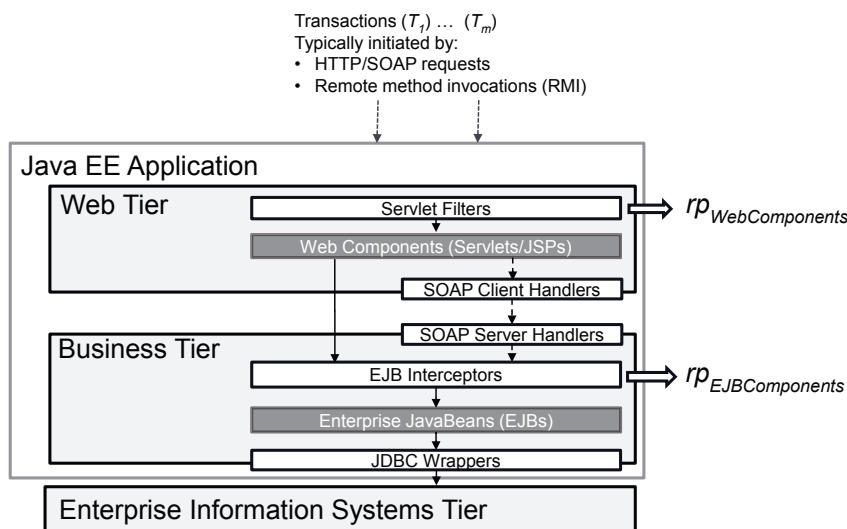 Transactions (T1) … (Tm)
Typically initiated by:
• HTTP/SOAP requests
• Remote method invocations (RMI)
Java EE Application
Web Tier
Servlet Filters
rpWebComponents
Web Components (Servlets/JSPs)
SOAP Client Handlers
SOAP Server Handlers
Business Tier
EJB Interceptors
rpEJBComponents
Enterprise JavaBeans (EJBs)
JDBC Wrappers
Enterprise Information Systems Tier